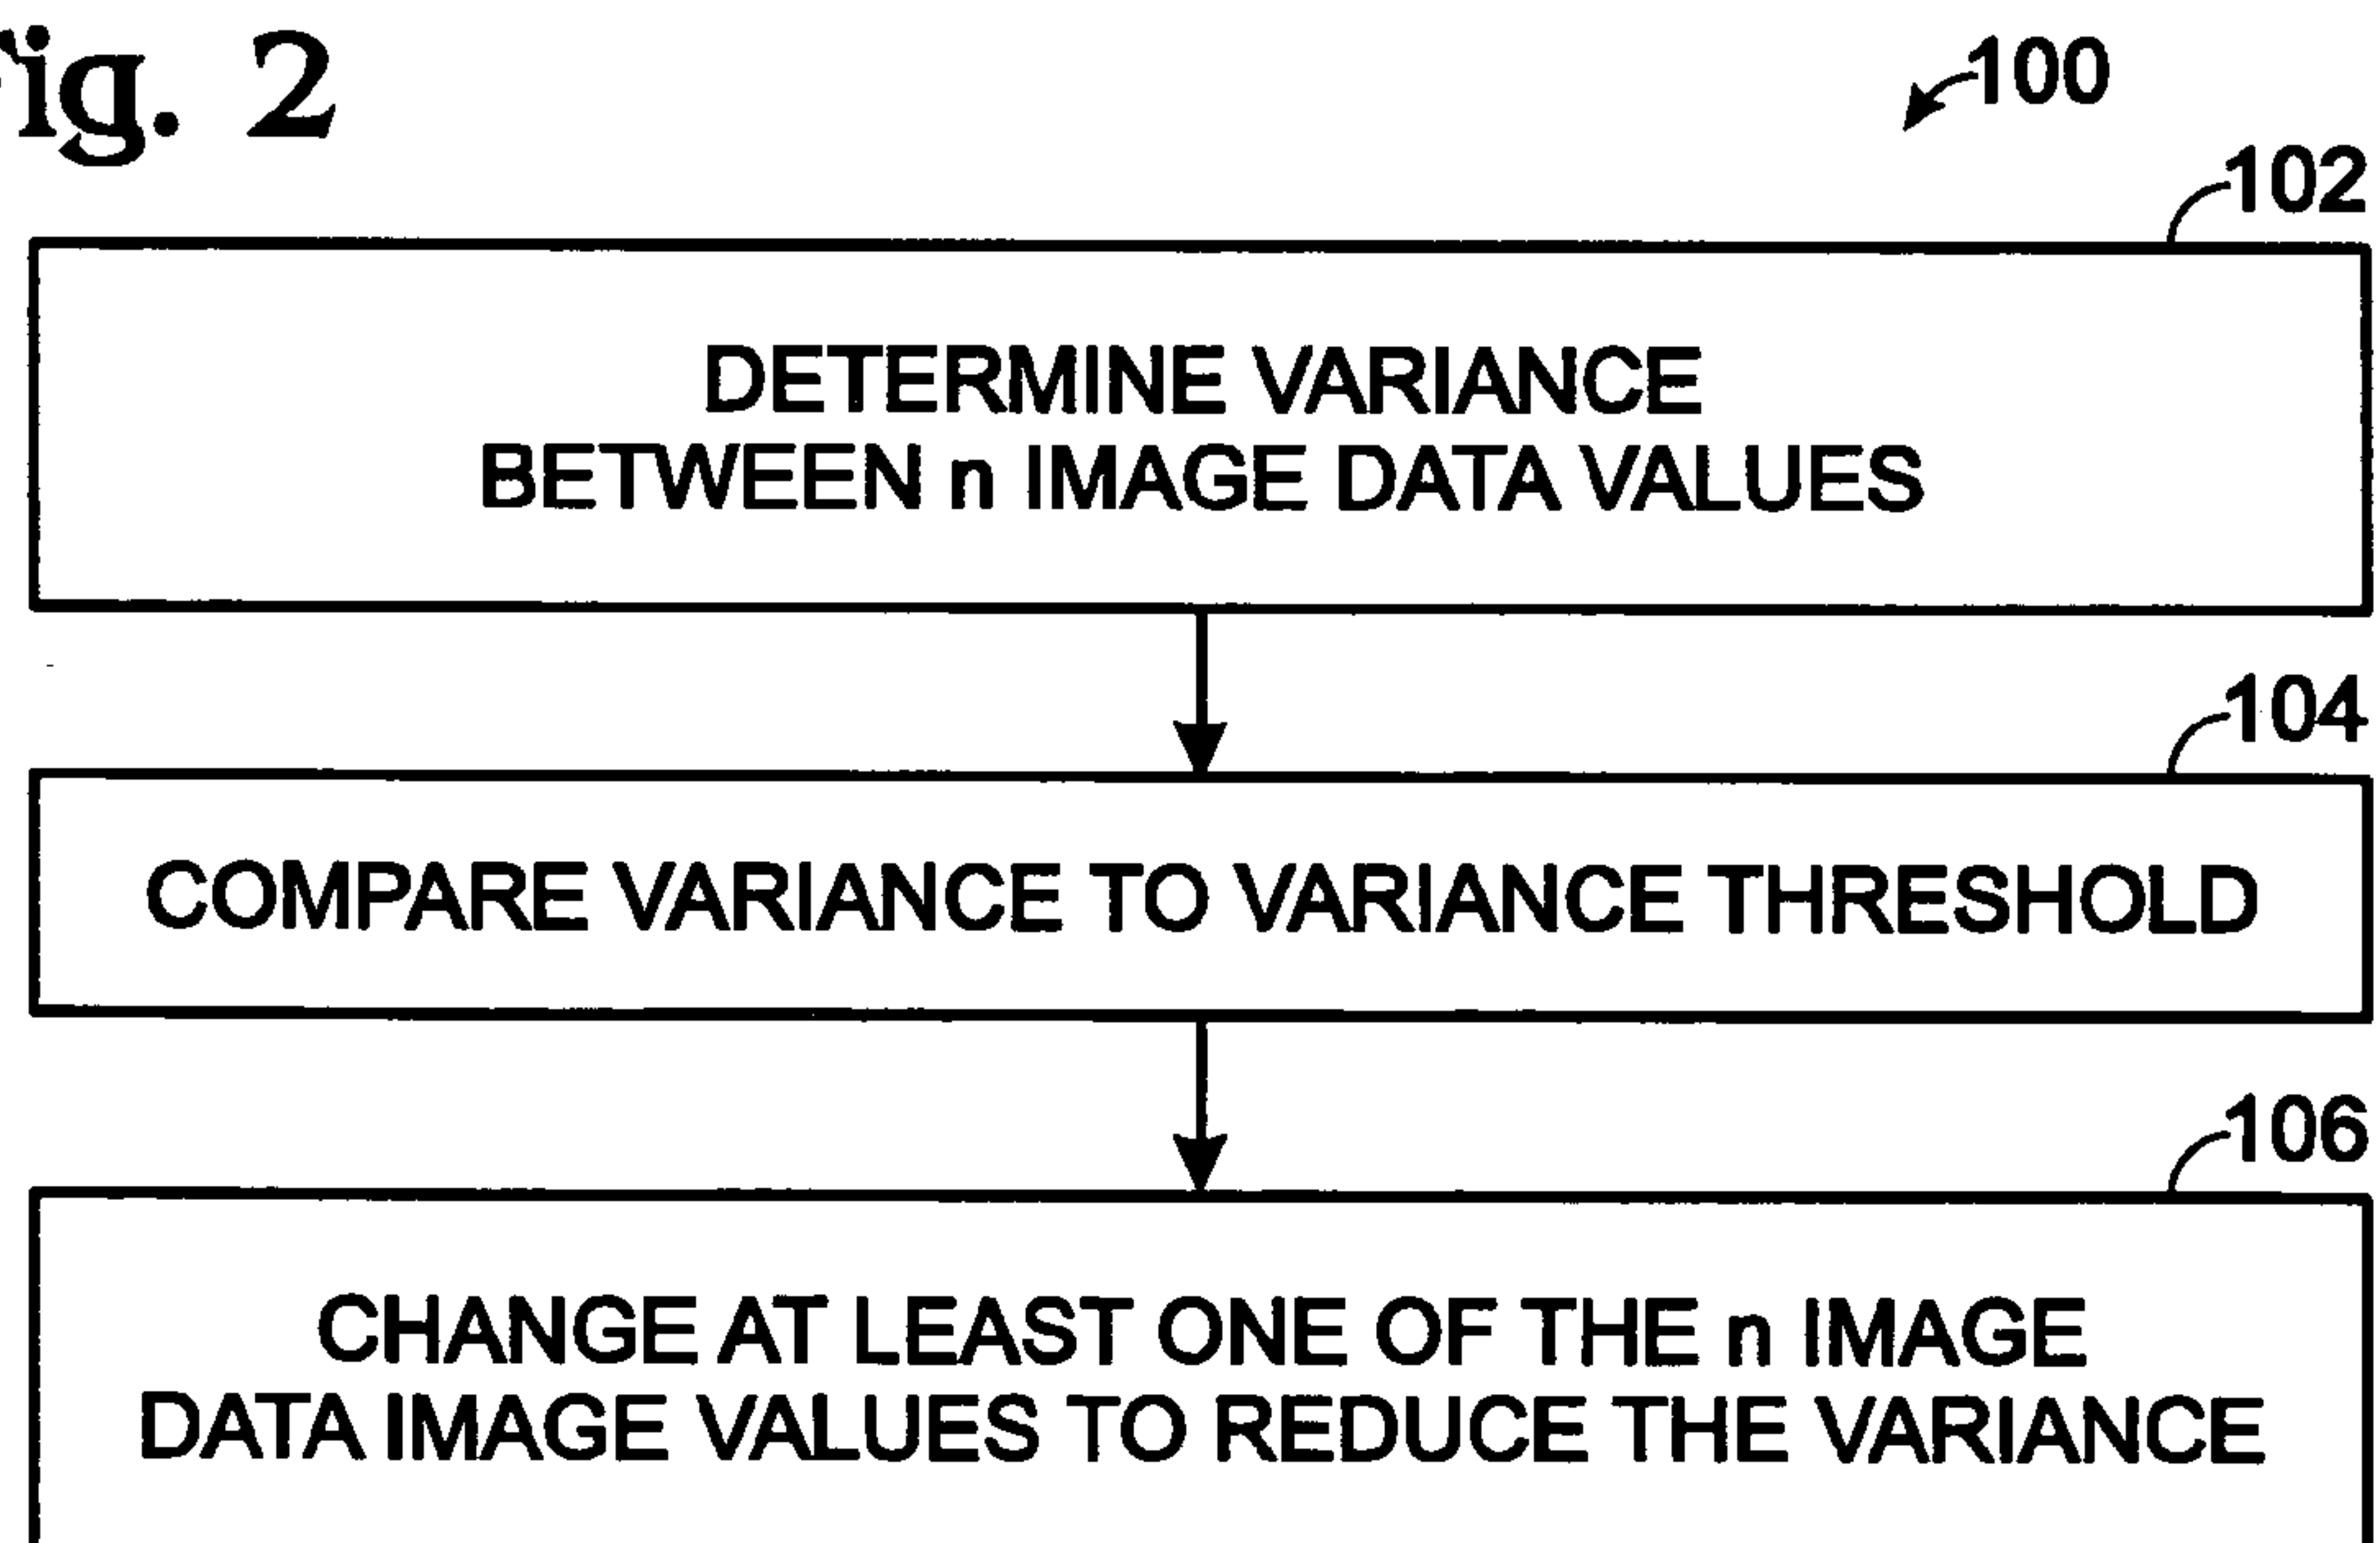 Fig. 2
100
102
DETERMINE VARIANCE
BETWEEN n IMAGE DATA VALUES
104
COMPARE VARIANCE TO VARIANCE THRESHOLD
106
CHANGE AT LEAST ONE OF THE n IMAGE
DATA IMAGE VALUES TO REDUCE THE VARIANCE